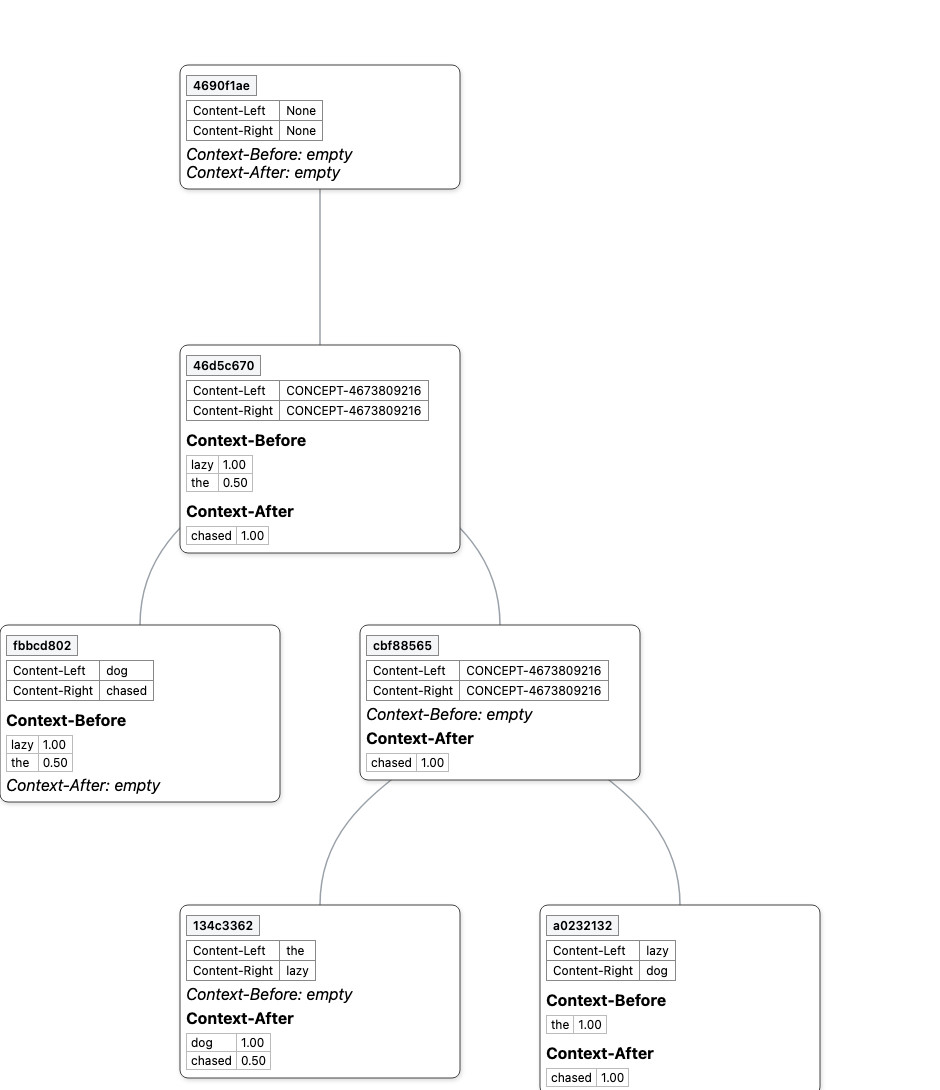 4690f1ae
Content-Left None
Content-Right None
Context-Before: empty
Context-After: empty
46d5c670
Content-Left CONCEPT-4673809216
Content-Right CONCEPT-4673809216
Context-Before
lazy 1.00
the 0.50
Context-After
chased 1.00
fbbcd802
Content-Left dog
Content-Right chased
Context-Before
lazy 1.00
the 0.50
Context-After: empty
cbf88565
Content-Left CONCEPT-4673809216
Content-Right CONCEPT-4673809216
Context-Before: empty
Context-After
chased 1.00
134c3362
Content-Left the
Content-Right lazy
Context-Before: empty
Context-After
dog 1.00
chased 0.50
a0232132
Content-Left lazy
Content-Right dog
Context-Before
the 1.00
Context-After
chased 1.00